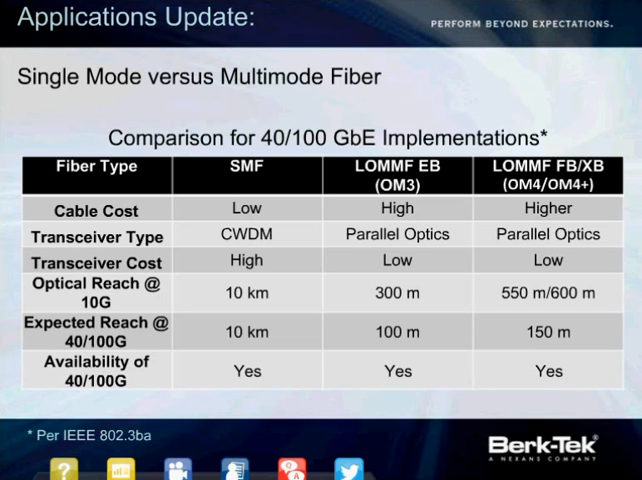 Applications Update:
PERFORM BEYOND EXPECTATIONS.
Single Mode versus Multimode Fiber
Comparison for 40/100 GbE Implementations*
Fiber Type SMF LOMMF EB (OM3) LOMMF FB/XB (OM4/OM4+)
Cable Cost Low High Higher
Transceiver Type CWDM Parallel Optics Parallel Optics
Transceiver Cost High Low Low
Optical Reach @ 10G 10 km 300 m 550 m/600 m
Expected Reach @ 40/100G 10 km 100 m 150 m
Availability of 40/100G Yes Yes Yes
* Per IEEE 802.3ba
Berk-Tek®
A NEXANS COMPANY
? Q A